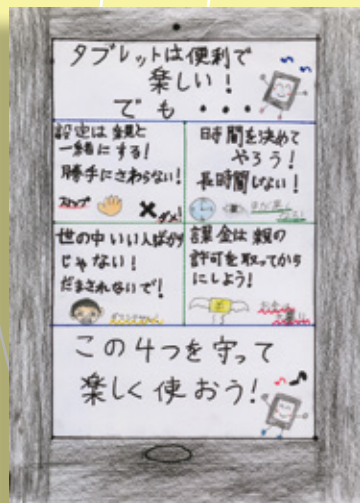 タブレットは便利で
楽しい!
でも・・・
設定は親と
一緒にする!
勝手にさわらない!
ストップ
ダメ!
時間を決めて
やろう!
長時間しない!
世の中いい人ばかり
じゃない!
だまされないで!
課金は親の
許可を取ってから
にしよう!
お金は
この4つを守って
楽しく使おう!